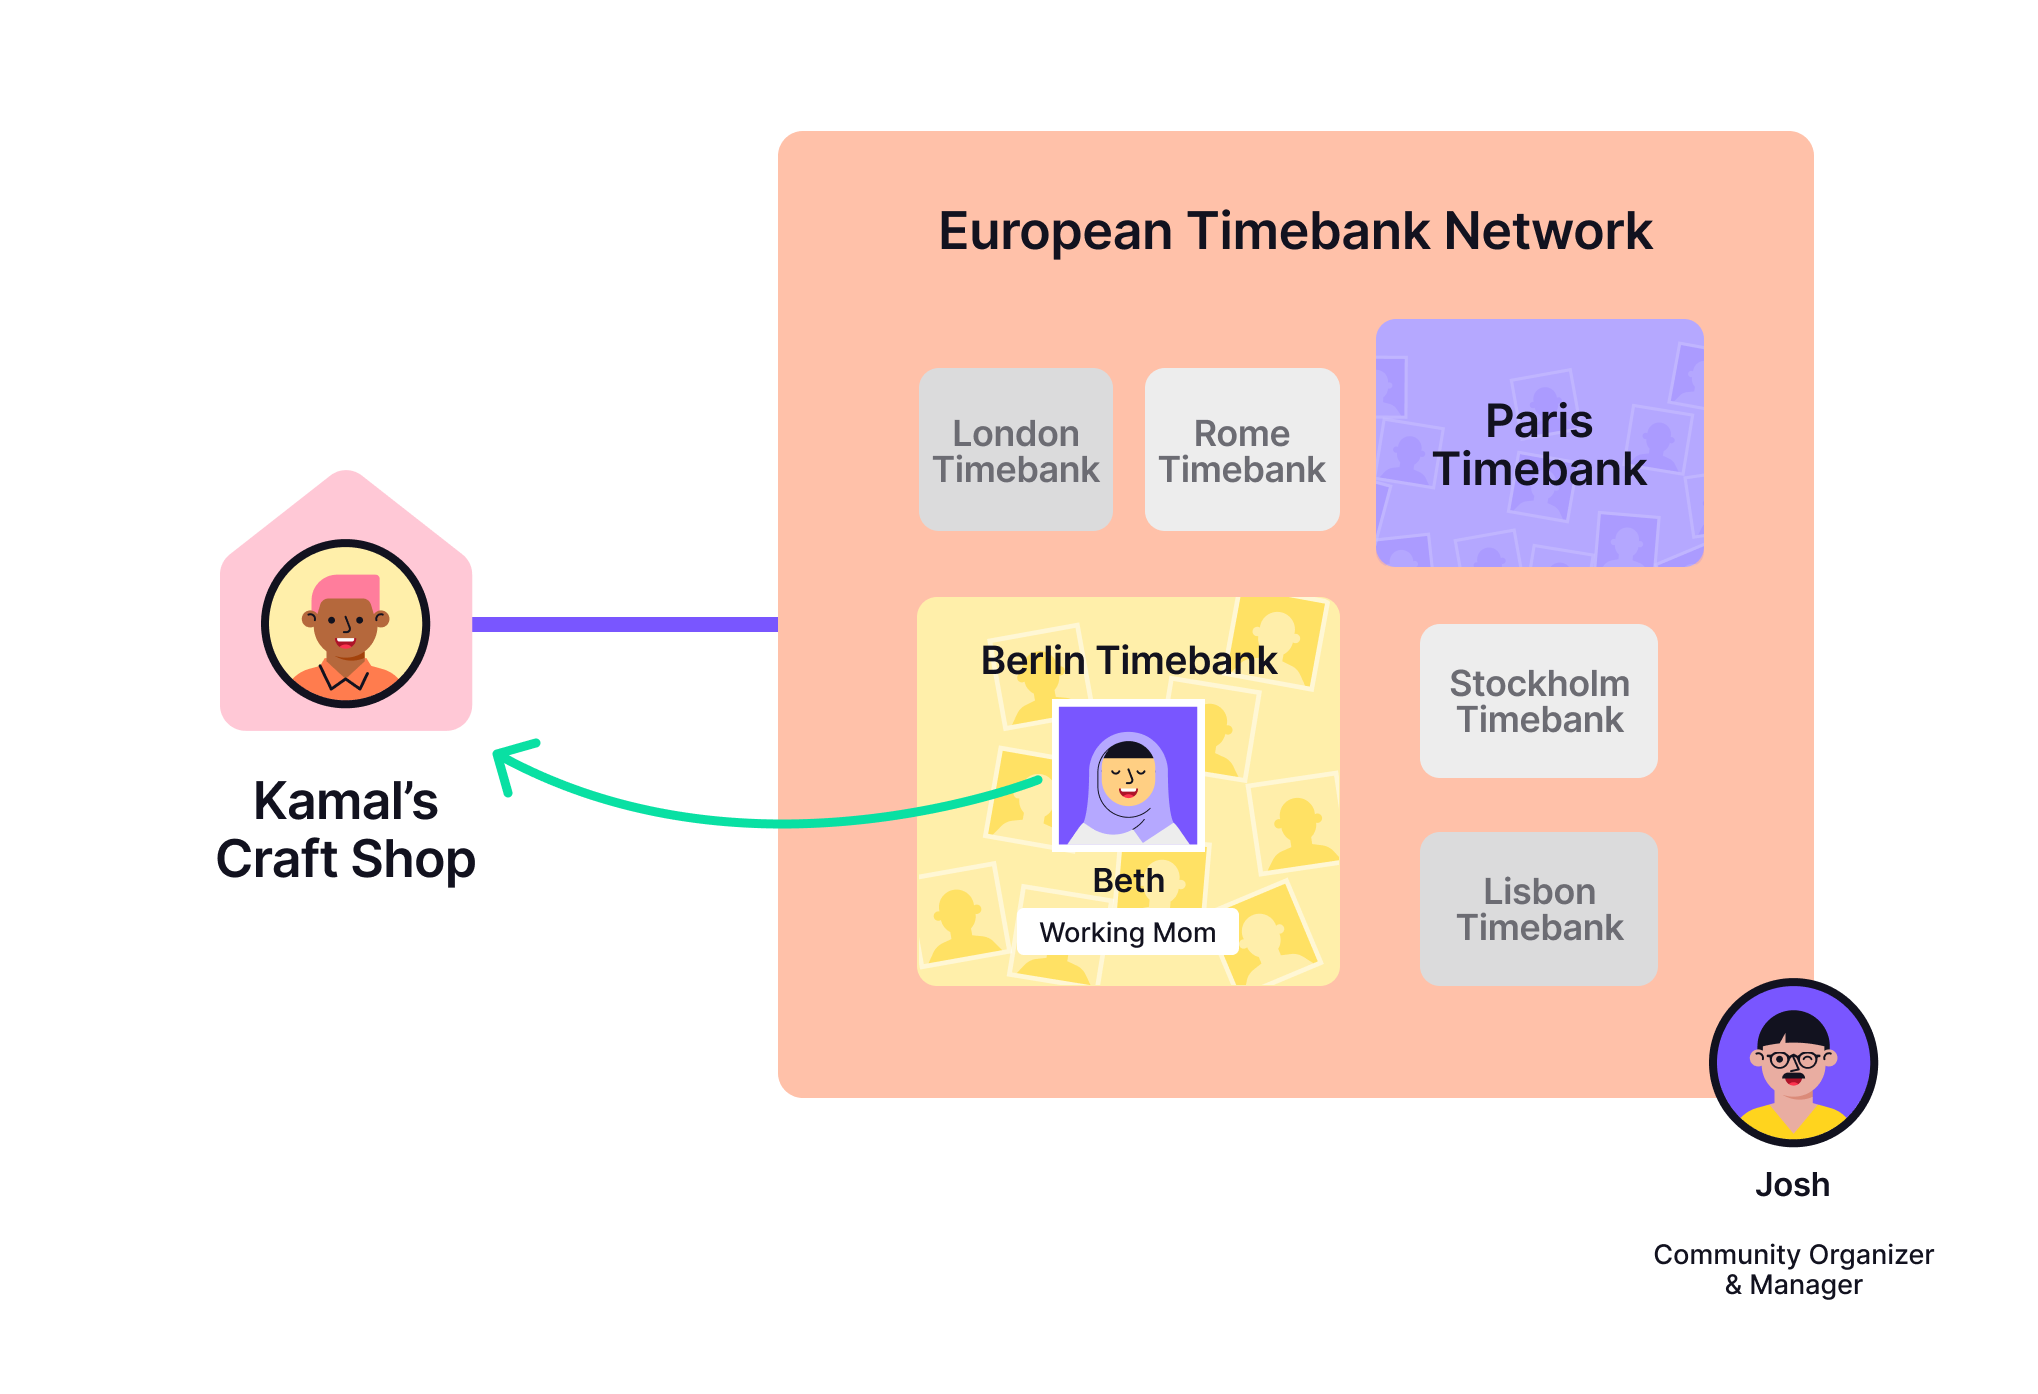 European Timebank Network
London
Timebank
Rome
Timebank
Paris
Timebank
Kamal’s
Craft Shop
Berlin Timebank
Beth
Working Mom
Stockholm
Timebank
Lisbon
Timebank
Josh
Community Organizer
& Manager